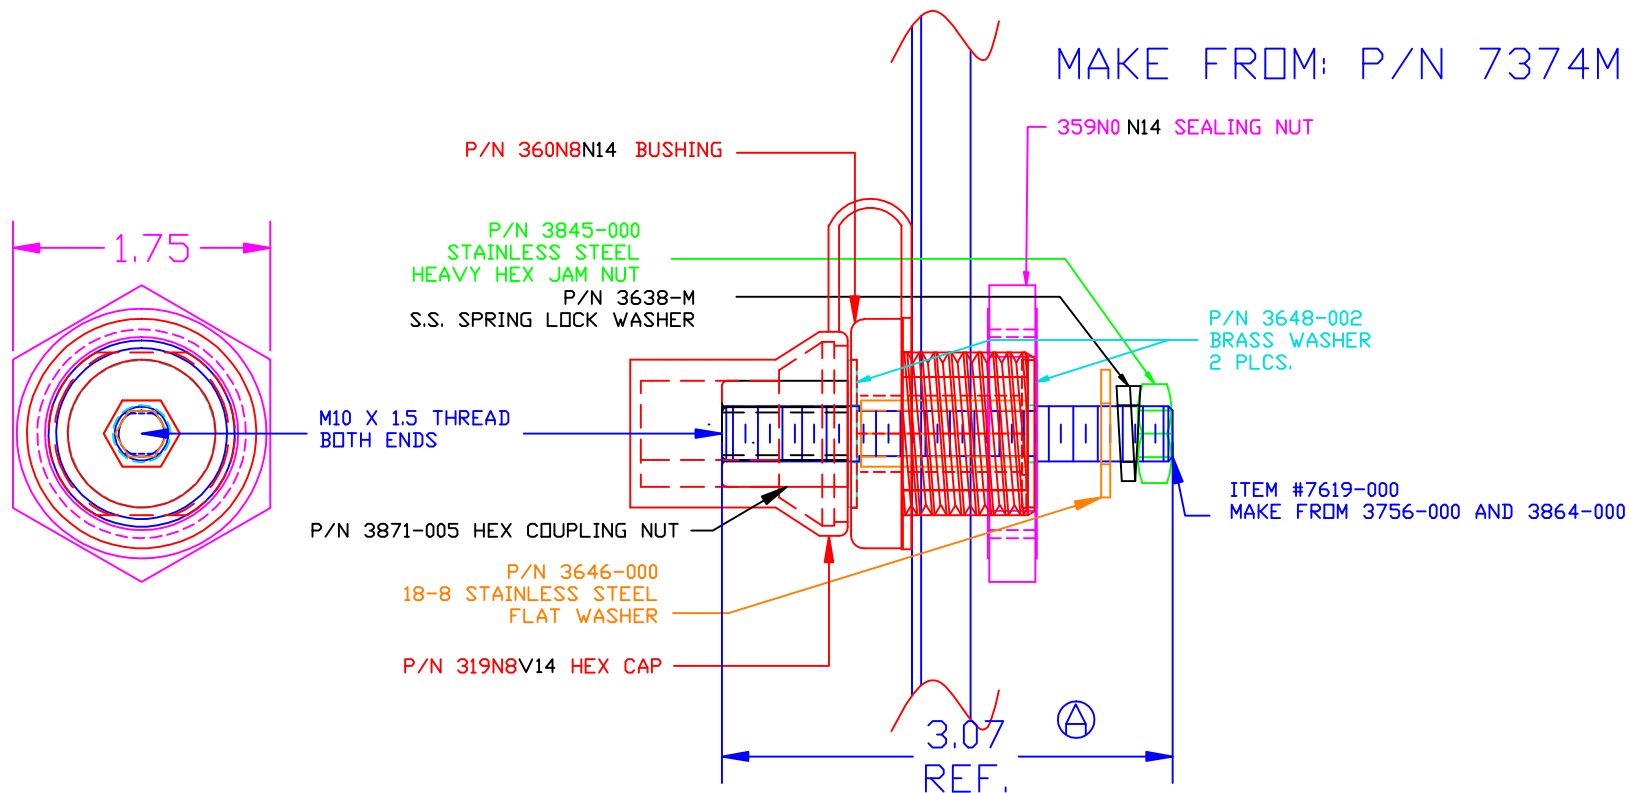 MAKE FROM: P/N 7374M
359N0 N14 SEALING NUT
P/N 360N8N14 BUSHING
1.75
P/N 3845-000
STAINLESS STEEL
HEAVY HEX JAM NUT
P/N 3638-M
S.S. SPRING LOCK WASHER
P/N 3648-002
BRASS WASHER
2 PLCS.
M10 X 1.5 THREAD
BOTH ENDS
ITEM #7619-000
MAKE FROM 3756-000 AND 3864-000
P/N 3871-005 HEX COUPLING NUT
P/N 3646-000
18-8 STAINLESS STEEL
FLAT WASHER
P/N 319N8V14 HEX CAP
A
3.07
REF.